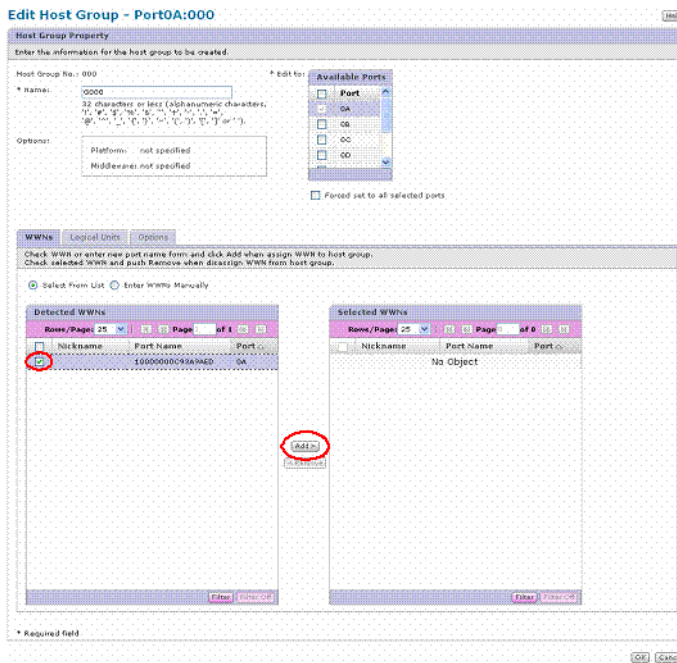 Edit Host Group - Port0A:000
Host Group Property
Enter the information for the host group to be created.
Host Group No.: 000
* Edit to:
Available Ports
* Name:
G000
Port
32 characters or less (alphanumeric characters,
0A
0B
0C
0D
Options:
Platform: not specified
Middleware: not specified
Forced set to all selected ports
WWNs Logical Units Options
Check WWN or enter new port name form and click Add when assign WWN to host group.
Check selected WWN and push Remove when disassign WWN from host group.
Select From List Enter WWNs Manually
Detected WWNs
Selected WWNs
Rows/Page: 25 Page 1 of 1
Rows/Page: 25 Page 0 of 0
Nickname Port Name Port
Nickname Port Name Port
0A
No Object
Add >
< Remove
Filter Filter Off
Filter Filter Off
* Required field
OK Canc